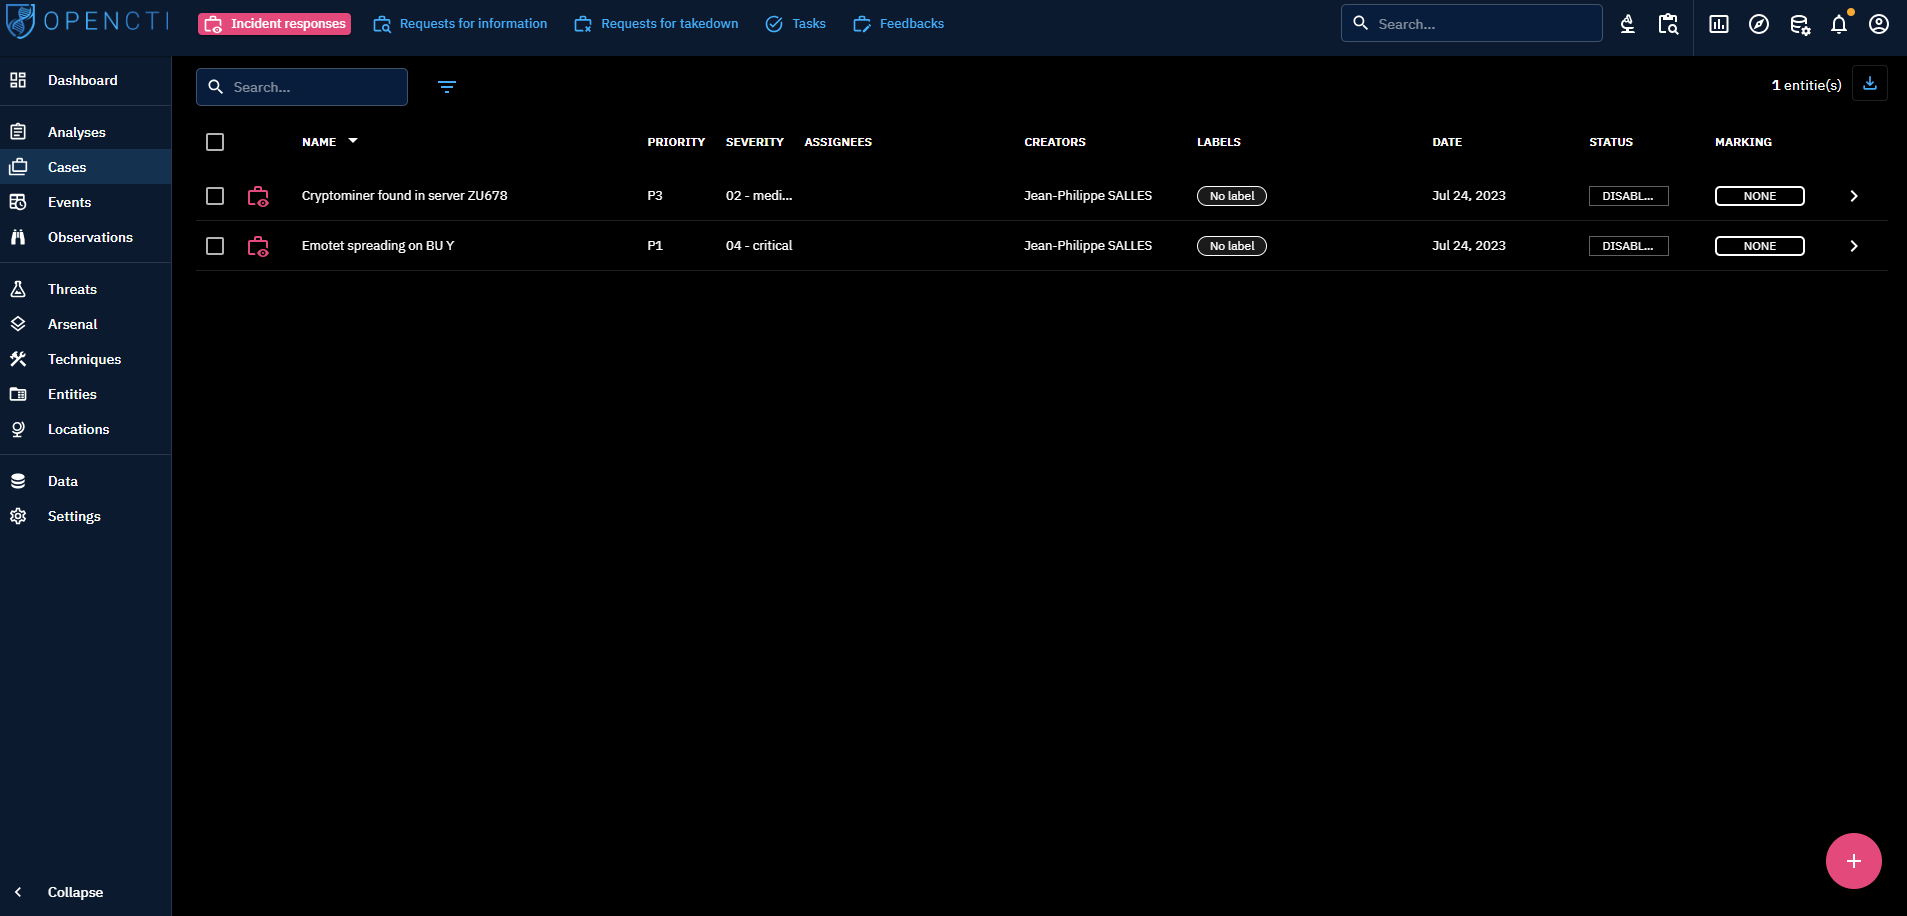 OPENCTI
Incident responses Requests for information Requests for takedown Tasks Feedbacks Search...
Dashboard
Analyses
Cases
Events
Observations
Threats
Arsenal
Techniques
Entities
Locations
Data
Settings
Collapse
Search... 1 entitie(s)
NAME PRIORITY SEVERITY ASSIGNEES CREATORS LABELS DATE STATUS MARKING
Cryptominer found in server ZU678 P3 02 - medi... Jean-Philippe SALLES No label Jul 24, 2023 DISABL... NONE
Emotet spreading on BU Y P1 04 - critical Jean-Philippe SALLES No label Jul 24, 2023 DISABL... NONE